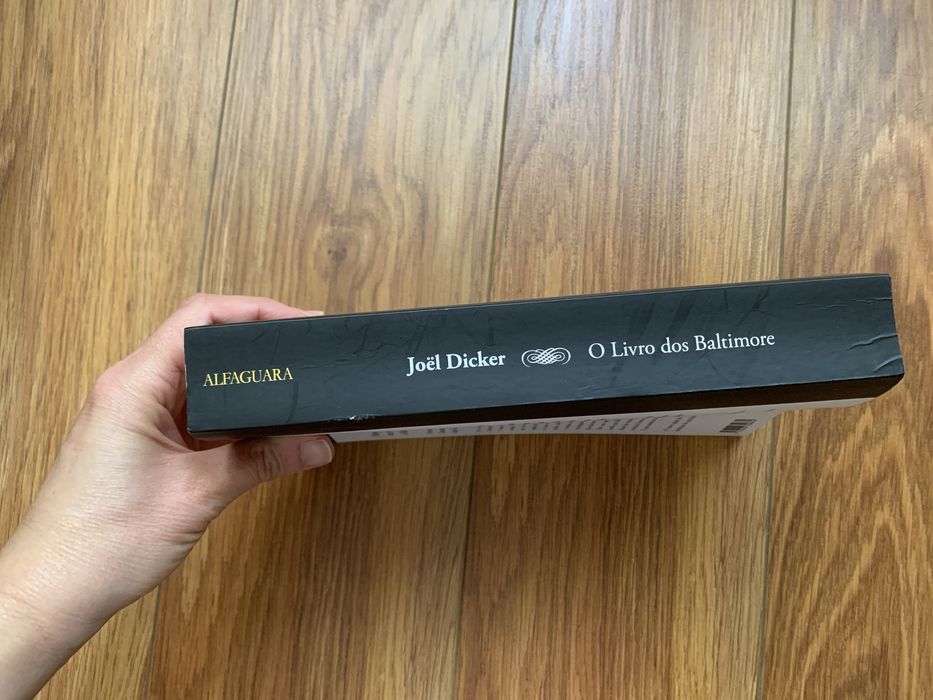 ALFAGUARA
Joël Dicker
O Livro dos Baltimore